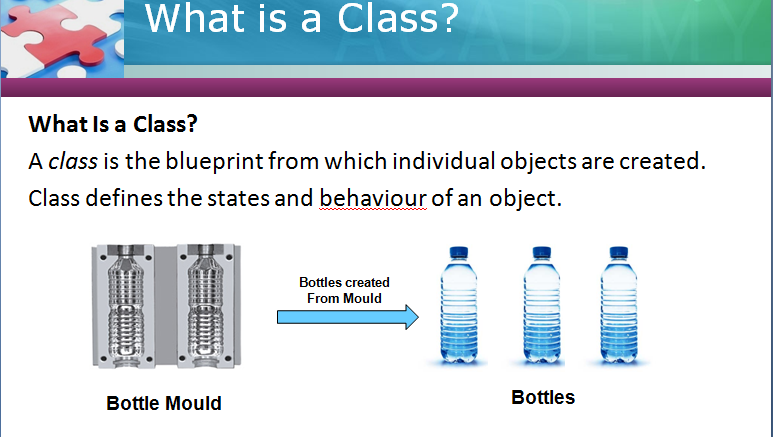 What is a Class?
ACADEMY
What Is a Class?
A class is the blueprint from which individual objects are created.
Class defines the states and behaviour of an object.
Bottles created
From Mould
Bottle Mould
Bottles